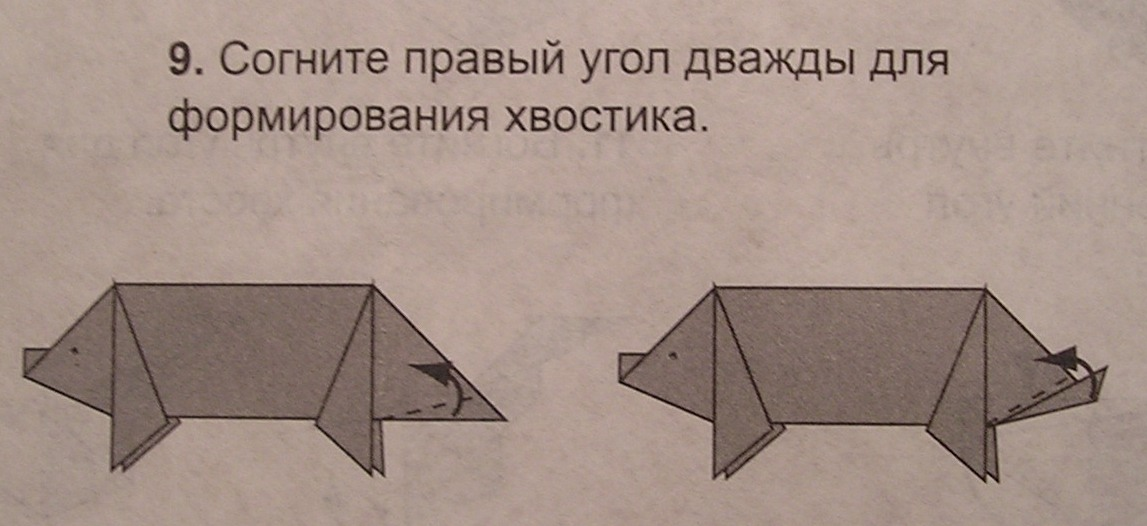 9. Согните правый угол дважды для
формирования хвостика.